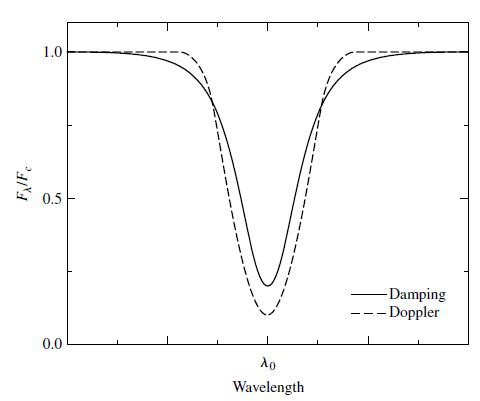 1.0
F_λ/F_c
0.5
Damping
Doppler
0.0
λ₀
Wavelength